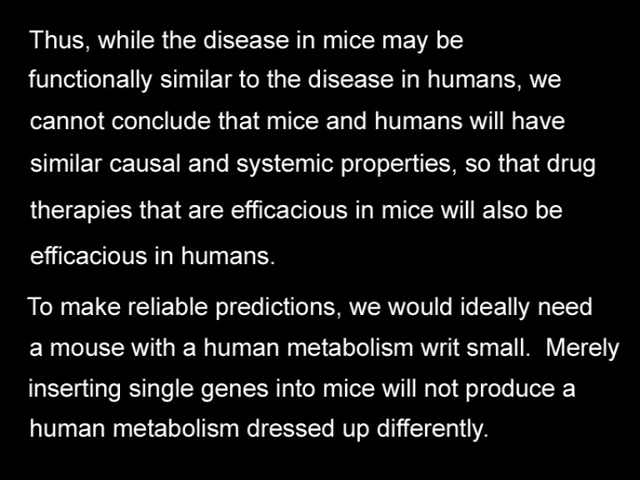 Thus, while the disease in mice may be
functionally similar to the disease in humans, we
cannot conclude that mice and humans will have
similar causal and systemic properties, so that drug
therapies that are efficacious in mice will also be
efficacious in humans.
To make reliable predictions, we would ideally need
a mouse with a human metabolism writ small.  Merely
inserting single genes into mice will not produce a
human metabolism dressed up differently.